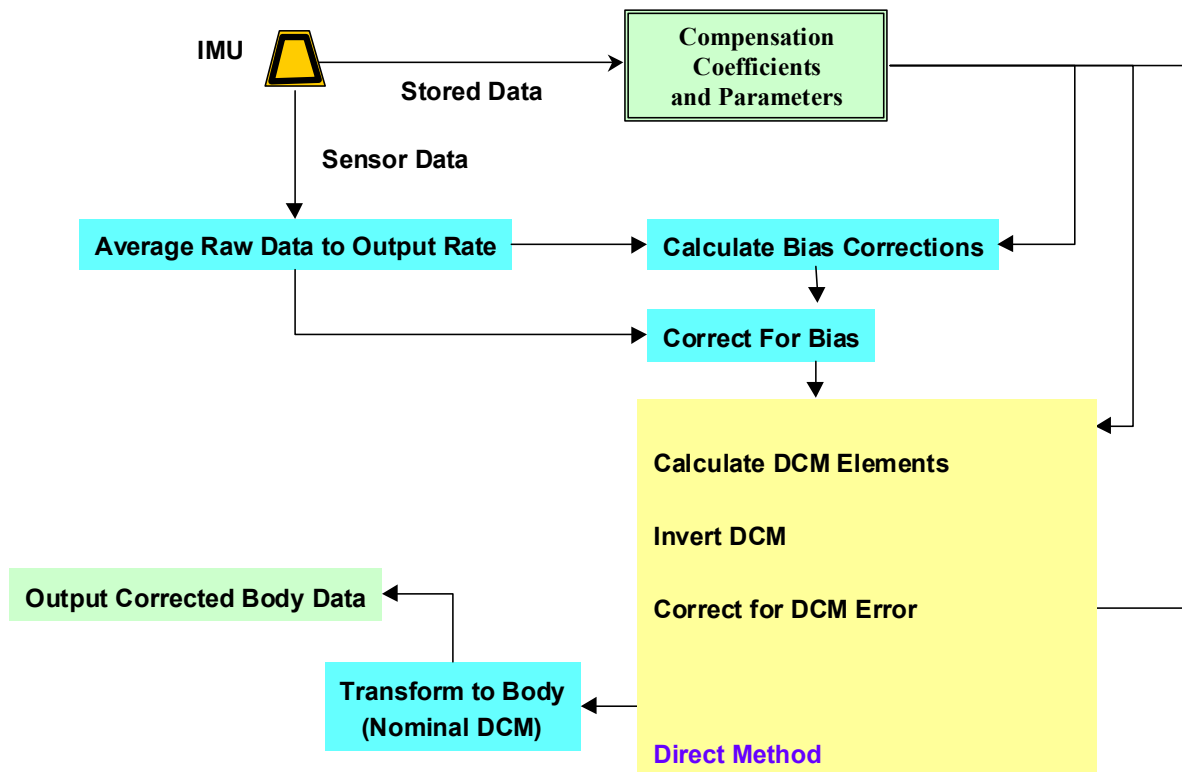 IMU
Compensation
Coefficients
and Parameters
Stored Data
Sensor Data
Average Raw Data to Output Rate
Calculate Bias Corrections
Correct For Bias
Calculate DCM Elements
Invert DCM
Correct for DCM Error
Output Corrected Body Data
Transform to Body
(Nominal DCM)
Direct Method